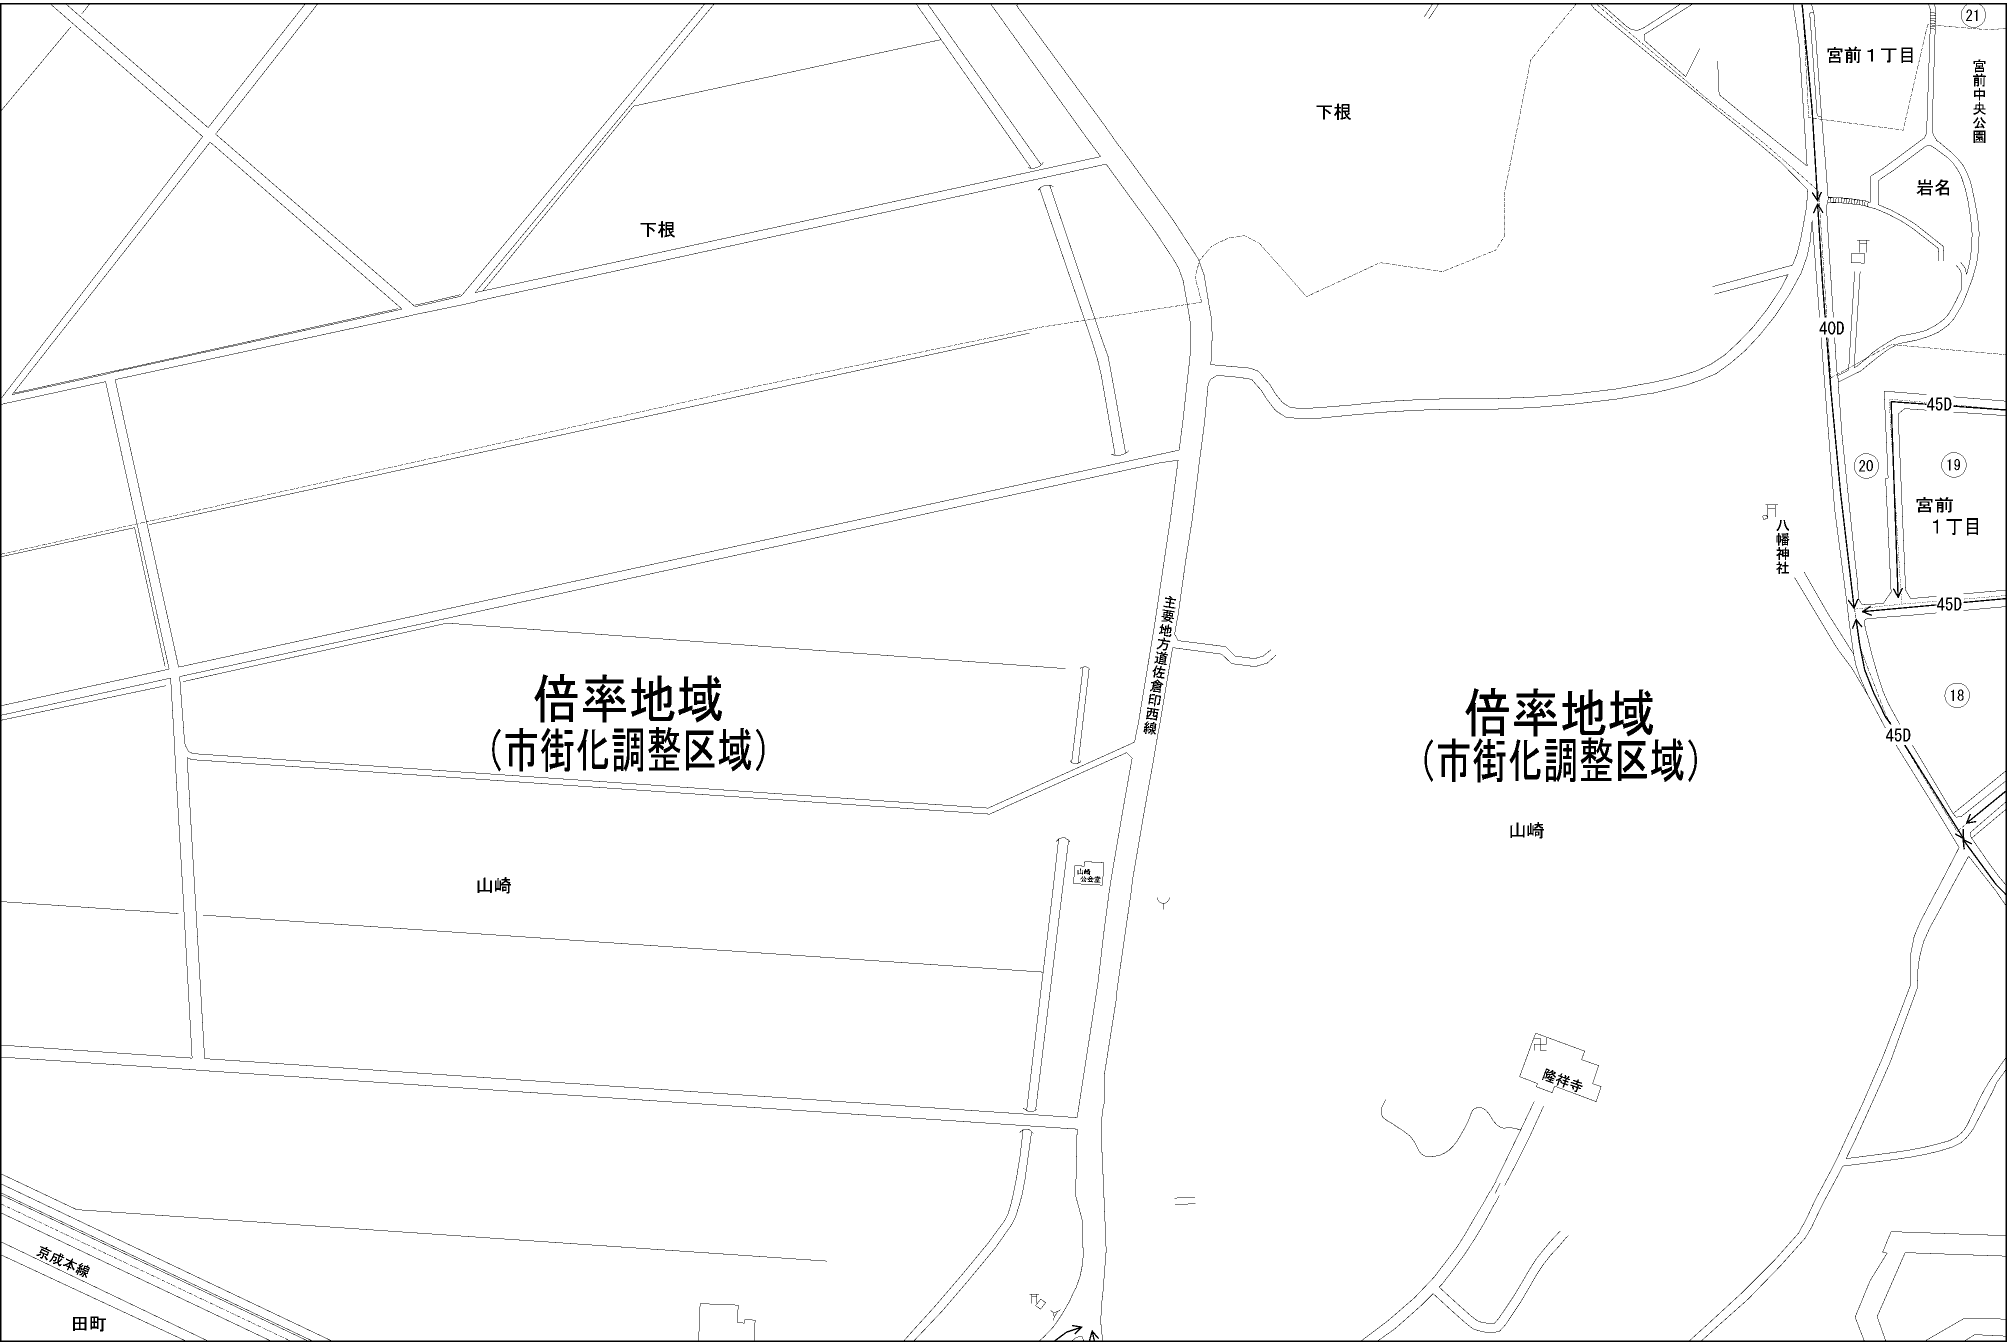 21
宮前1丁目
宮前中央公園
下根
岩名
下根
40D
45D
20
19
宮前
1丁目
八幡神社
45D
主要地方道佐倉印西線
倍率地域
(市街化調整区域)
倍率地域
(市街化調整区域)
18
45D
山崎
山崎
公会堂
山崎
隆祥寺
京成本線
田町